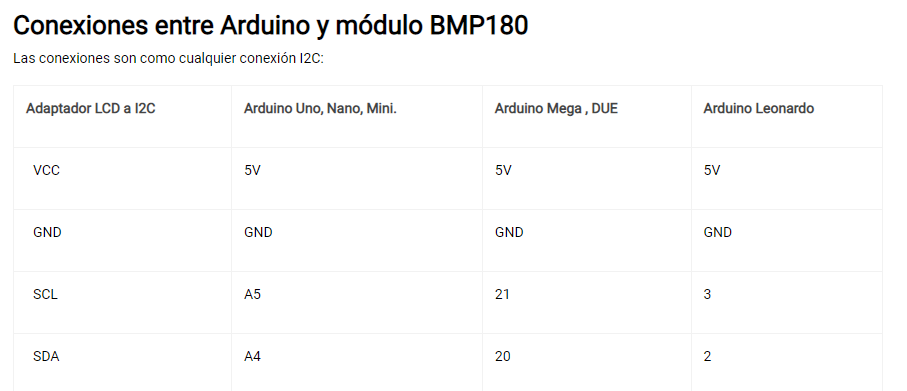 Conexiones entre Arduino y módulo BMP180
Las conexiones son como cualquier conexión I2C:
Adaptador LCD a I2C Arduino Uno, Nano, Mini. Arduino Mega , DUE Arduino Leonardo
VCC 5V 5V 5V
GND GND GND GND
SCL A5 21 3
SDA A4 20 2